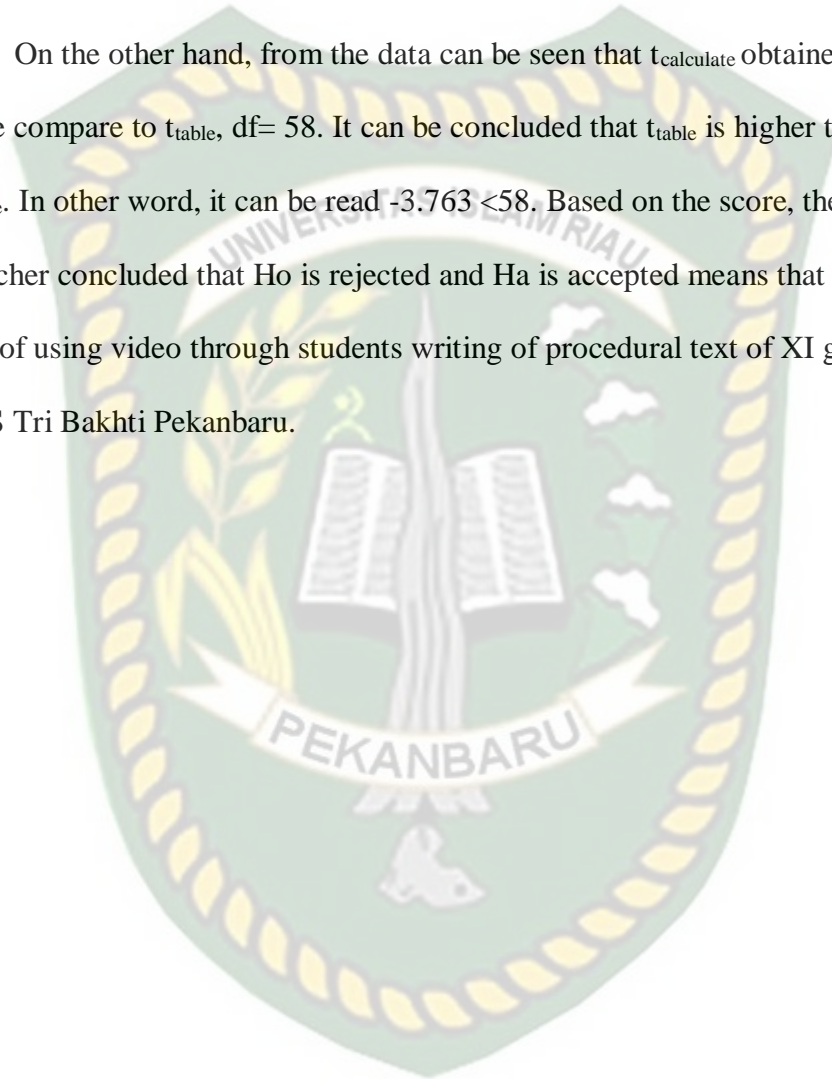 On the other hand, from the data can be seen that tcalculate
compare to ttable, df= 58. It can be concluded that ttable is higher
In other word, it can be read -3.763 <58. Based on the score,
concluded that Ho is rejected and Ha is accepted means that
of using video through students writing of procedural text of XI
Tri Bakhti Pekanbaru.
UNIVERSITAS ISLAM RIAU
PEKANBARU